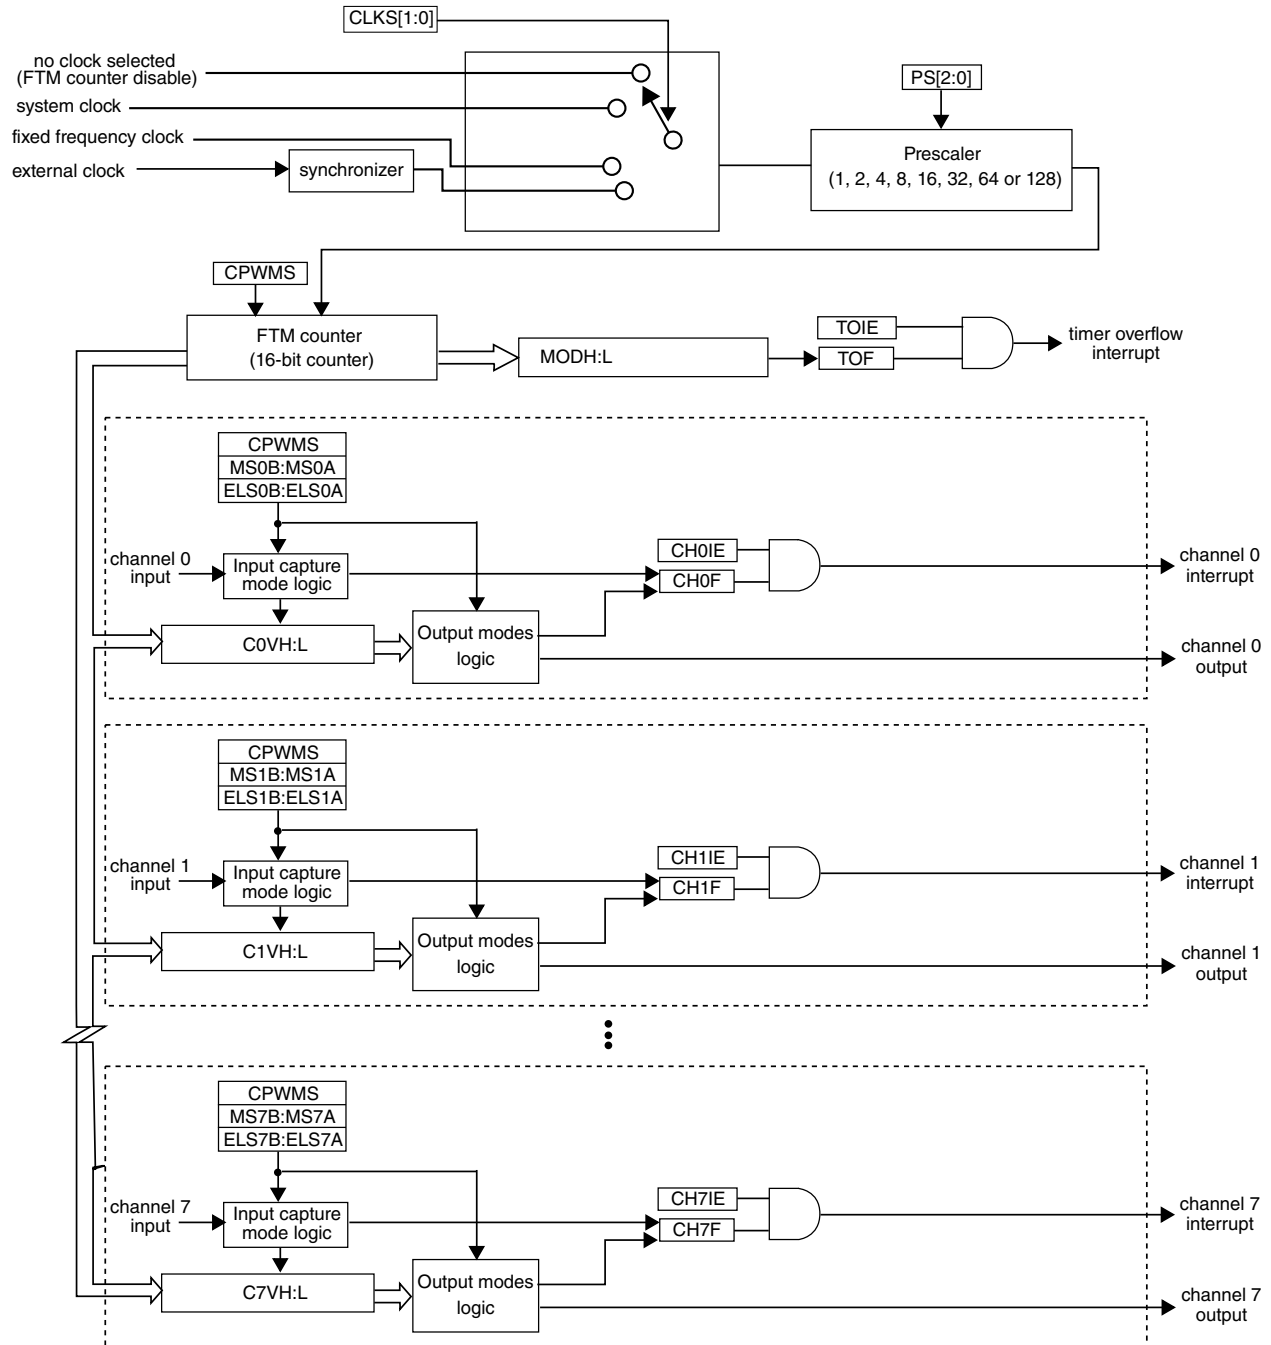 CLKS[1:0]
no clock selected
(FTM counter disable)
system clock
fixed frequency clock
external clock
synchronizer
PS[2:0]
Prescaler
(1, 2, 4, 8, 16, 32, 64 or 128)
CPWMS
FTM counter
(16-bit counter)
MODH:L
TOIE
TOF
timer overflow
interrupt
CPWMS
MS0B:MS0A
ELS0B:ELS0A
channel 0
input
Input capture
mode logic
C0VH:L
Output modes
logic
CH0IE
CH0F
channel 0
interrupt
channel 0
output
CPWMS
MS1B:MS1A
ELS1B:ELS1A
channel 1
input
Input capture
mode logic
C1VH:L
Output modes
logic
CH1IE
CH1F
channel 1
interrupt
channel 1
output
CPWMS
MS7B:MS7A
ELS7B:ELS7A
channel 7
input
Input capture
mode logic
C7VH:L
Output modes
logic
CH7IE
CH7F
channel 7
interrupt
channel 7
output